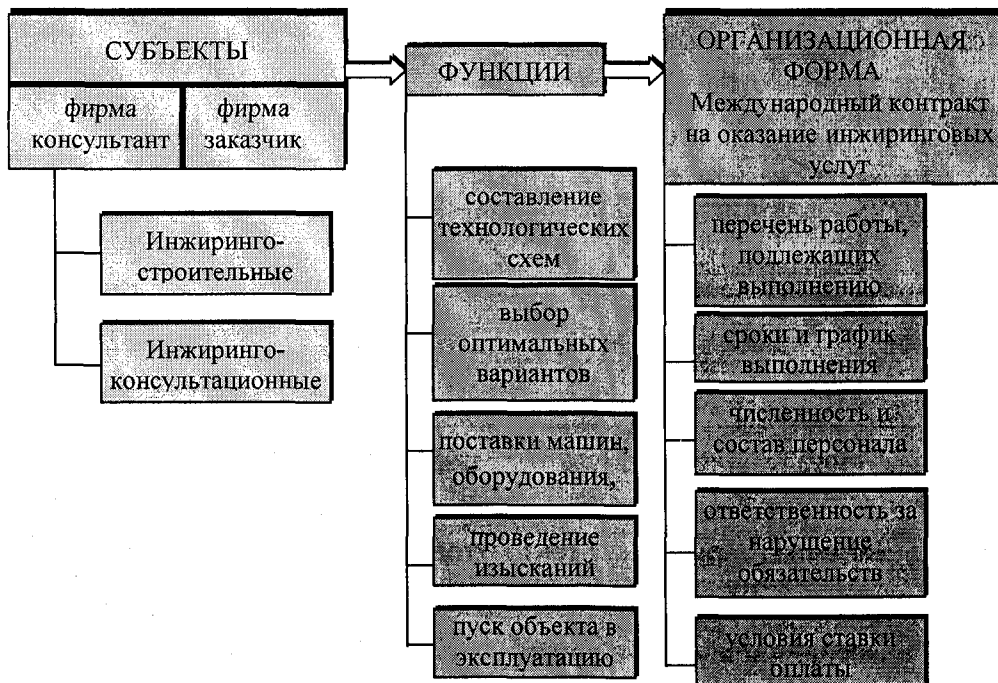 СУБЪЕКТЫ
фирма
консультант
фирма
заказчик
Инжиринго-
строительные
Инжиринго-
консультационные
ФУНКЦИИ
составление
технологических
схем
выбор
оптимальных
вариантов
поставки машин,
оборудования,
проведение
изысканий
пуск объекта в
эксплуатацию
ОРГАНИЗАЦИОННАЯ
ФОРМА
Международный контракт
на оказание инжиринговых
услуг
перечень работы,
подлежащих
выполнению
сроки и график
выполнения
численность и
состав персонала
ответственность за
нарушение
обязательств
условия ставки
оплаты